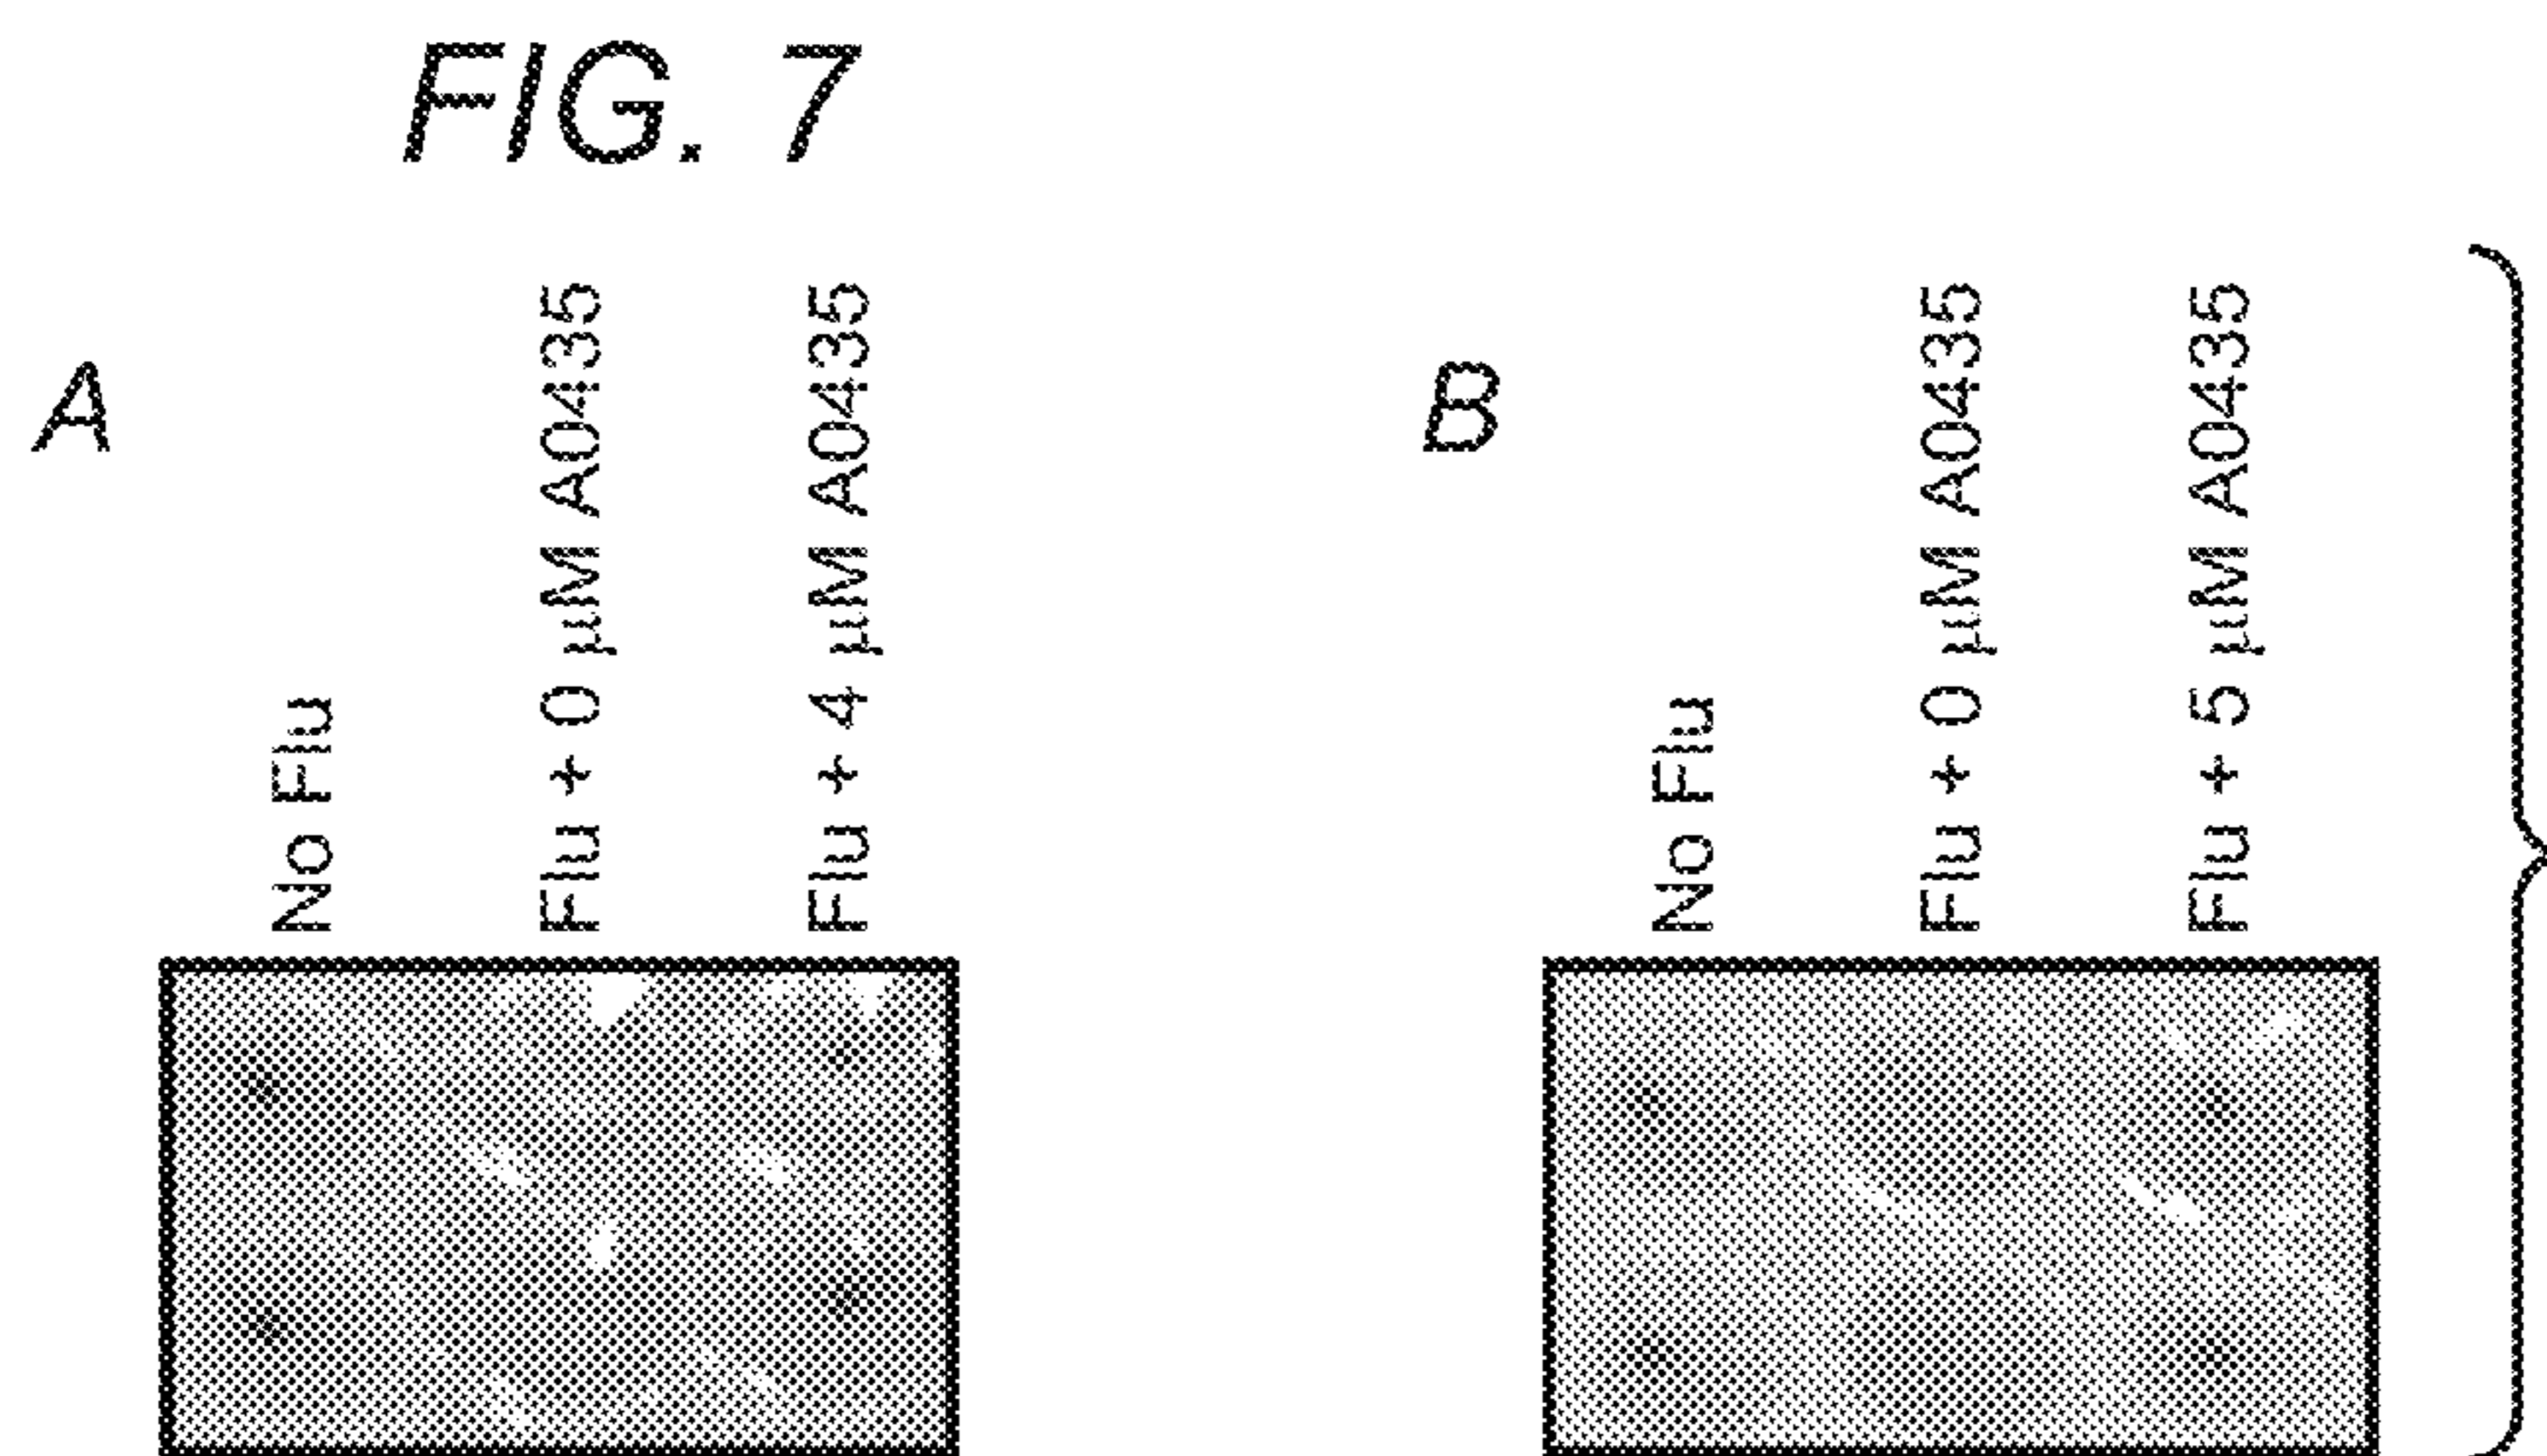 FIG. 7
A
No Flu
Flu + 0 µM A0435
Flu + 4 µM A0435
B
No Flu
Flu + 0 µM A0435
Flu + 5 µM A0435